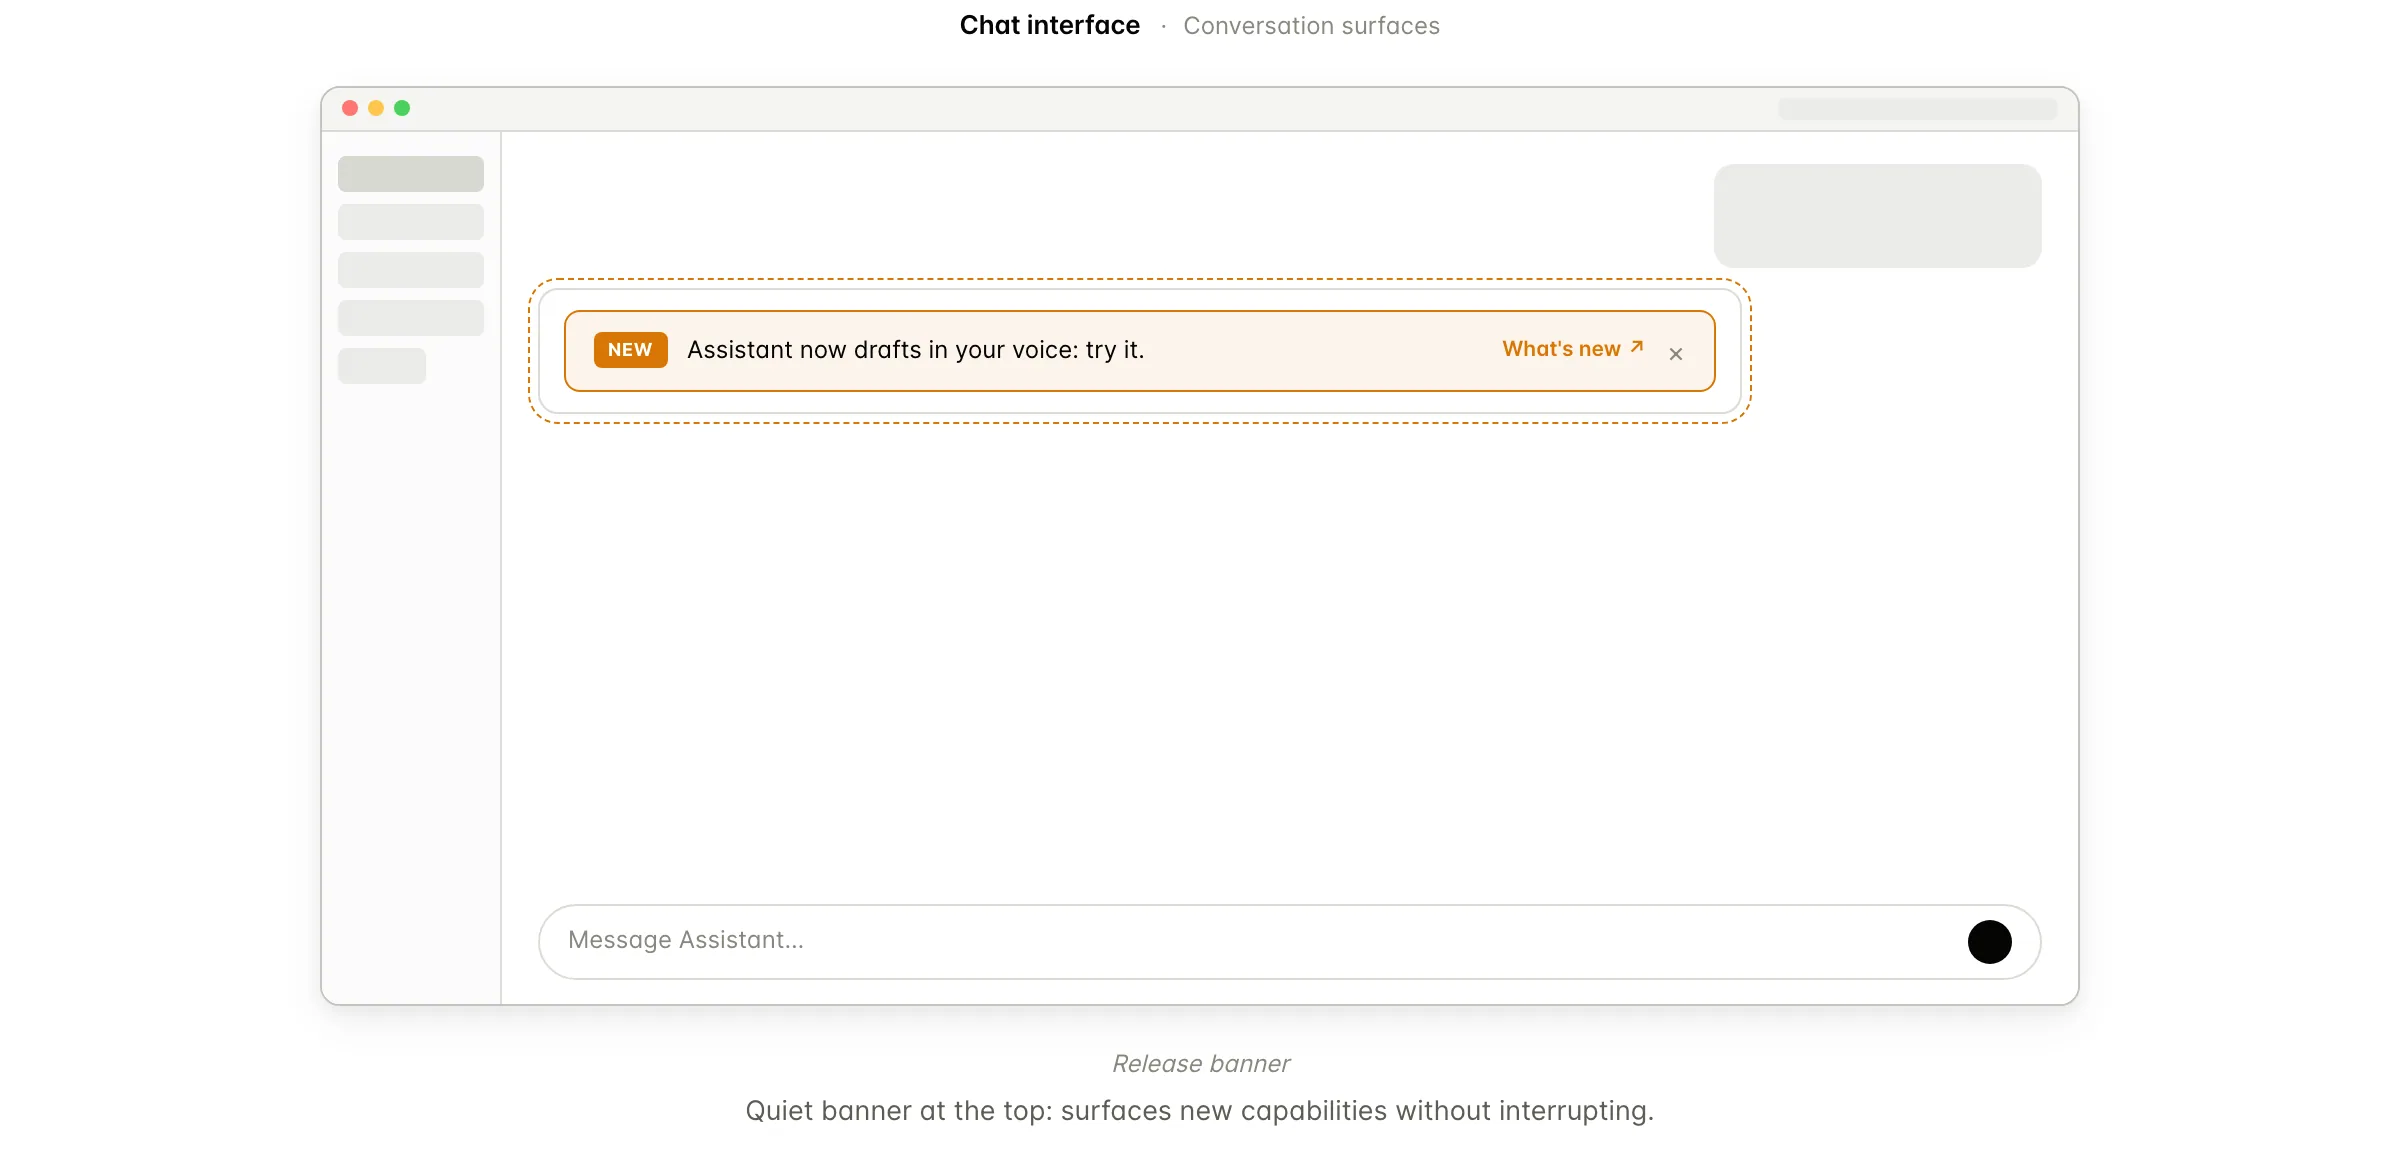 Chat interface · Conversation surfaces
NEW Assistant now drafts in your voice: try it. What's new ↗ ×
Message Assistant...
Release banner
Quiet banner at the top: surfaces new capabilities without interrupting.